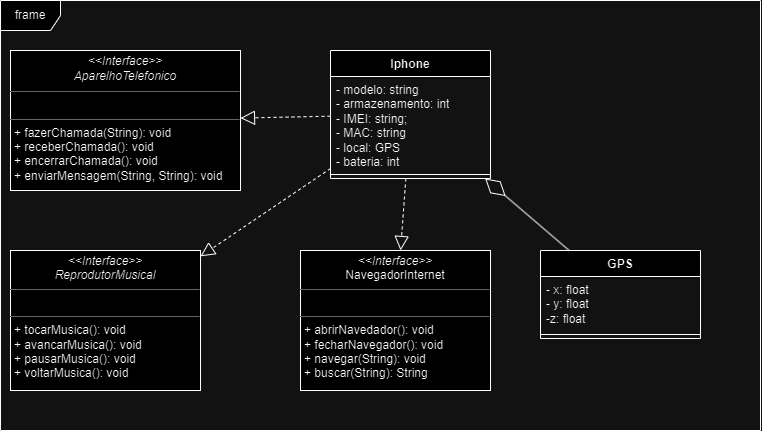 frame
<<Interface>>
AparelhoTelefonico
+ fazerChamada(String): void
+ receberChamada(): void
+ encerrarChamada(): void
+ enviarMensagem(String, String): void
Iphone
- modelo: string
- armazenamento: int
- IMEI: string;
- MAC: string
- local: GPS
- bateria: int
<<Interface>>
ReprodutorMusical
+ tocarMusica(): void
+ avancarMusica(): void
+ pausarMusica(): void
+ voltarMusica(): void
<<Interface>>
NavegadorInternet
+ abrirNavedador(): void
+ fecharNavegador(): void
+ navegar(String): void
+ buscar(String): String
GPS
- x: float
- y: float
-z: float